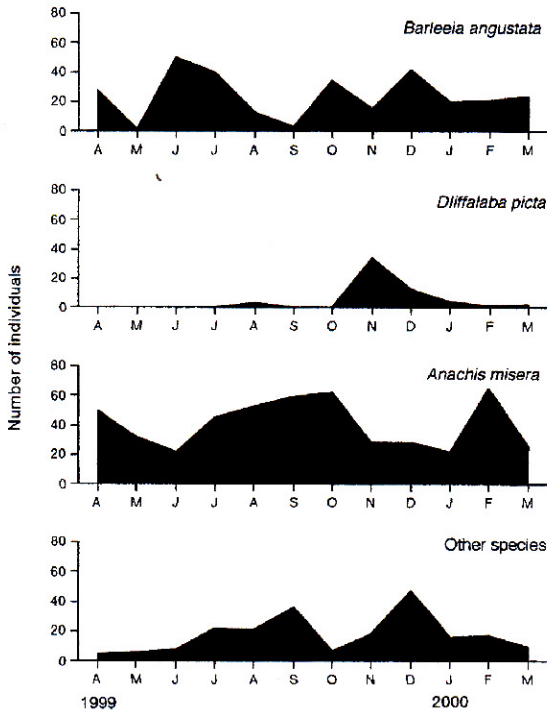 Number of individuals
Barleeia angustata
80
60
40
20
0
A M J J A S O N D J F M
Dliffalaba picta
80
60
40
20
0
A M J J A S O N D J F M
Anachis misera
80
60
40
20
0
A M J J A S O N D J F M
Other species
80
60
40
20
0
A M J J A S O N D J F M
1999 2000